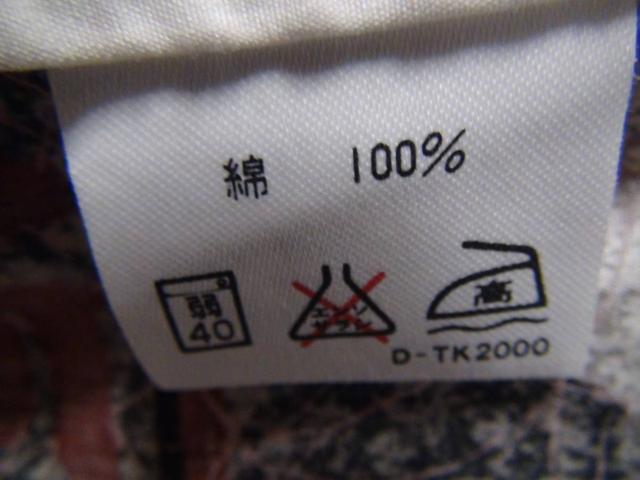 綿 100%
弱
40
エンソ
サラシ
高
D-TK2000